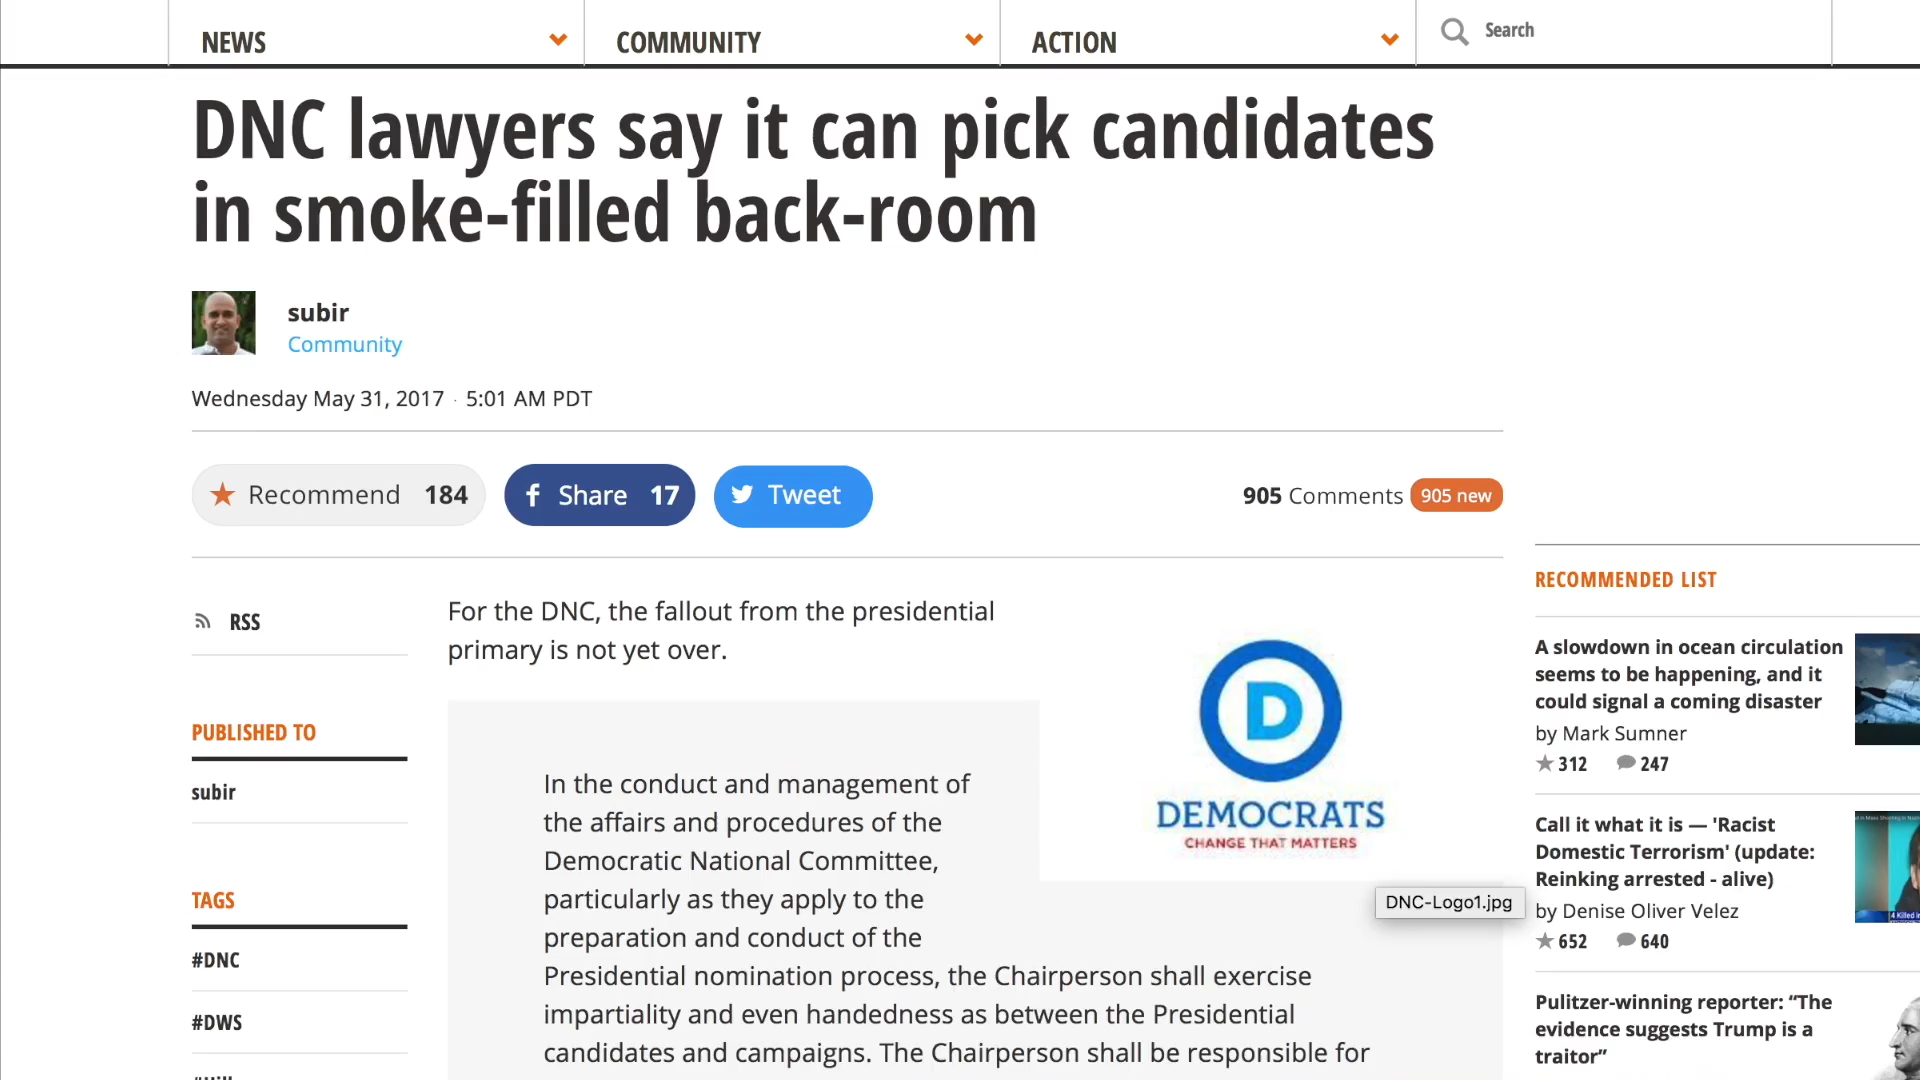 NEWS
COMMUNITY
ACTION
Search
DNC lawyers say it can pick candidates
in smoke-filled back-room
subir
Community
Wednesday May 31, 2017 · 5:01 AM PDT
Recommend 184
Share 17
Tweet
905 Comments 905 new
RSS
PUBLISHED TO
subir
TAGS
#DNC
#DWS
For the DNC, the fallout from the presidential
primary is not yet over.
In the conduct and management of
the affairs and procedures of the
Democratic National Committee,
particularly as they apply to the
preparation and conduct of the
Presidential nomination process, the Chairperson shall exercise
impartiality and even handedness as between the Presidential
candidates and campaigns. The Chairperson shall be responsible for
D
DEMOCRATS
CHANGE THAT MATTERS
DNC-Logo1.jpg
RECOMMENDED LIST
A slowdown in ocean circulation
seems to be happening, and it
could signal a coming disaster
by Mark Sumner
312 247
Call it what it is — 'Racist
Domestic Terrorism' (update:
Reinking arrested - alive)
by Denise Oliver Velez
652 640
4 Killed
Pulitzer-winning reporter: “The
evidence suggests Trump is a
traitor”